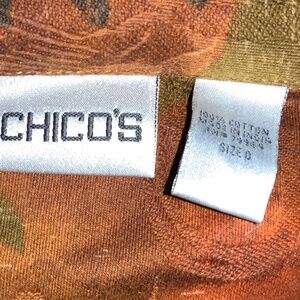 CHICO'S
100% COTTON
MADE IN INDIA
SIZE 0